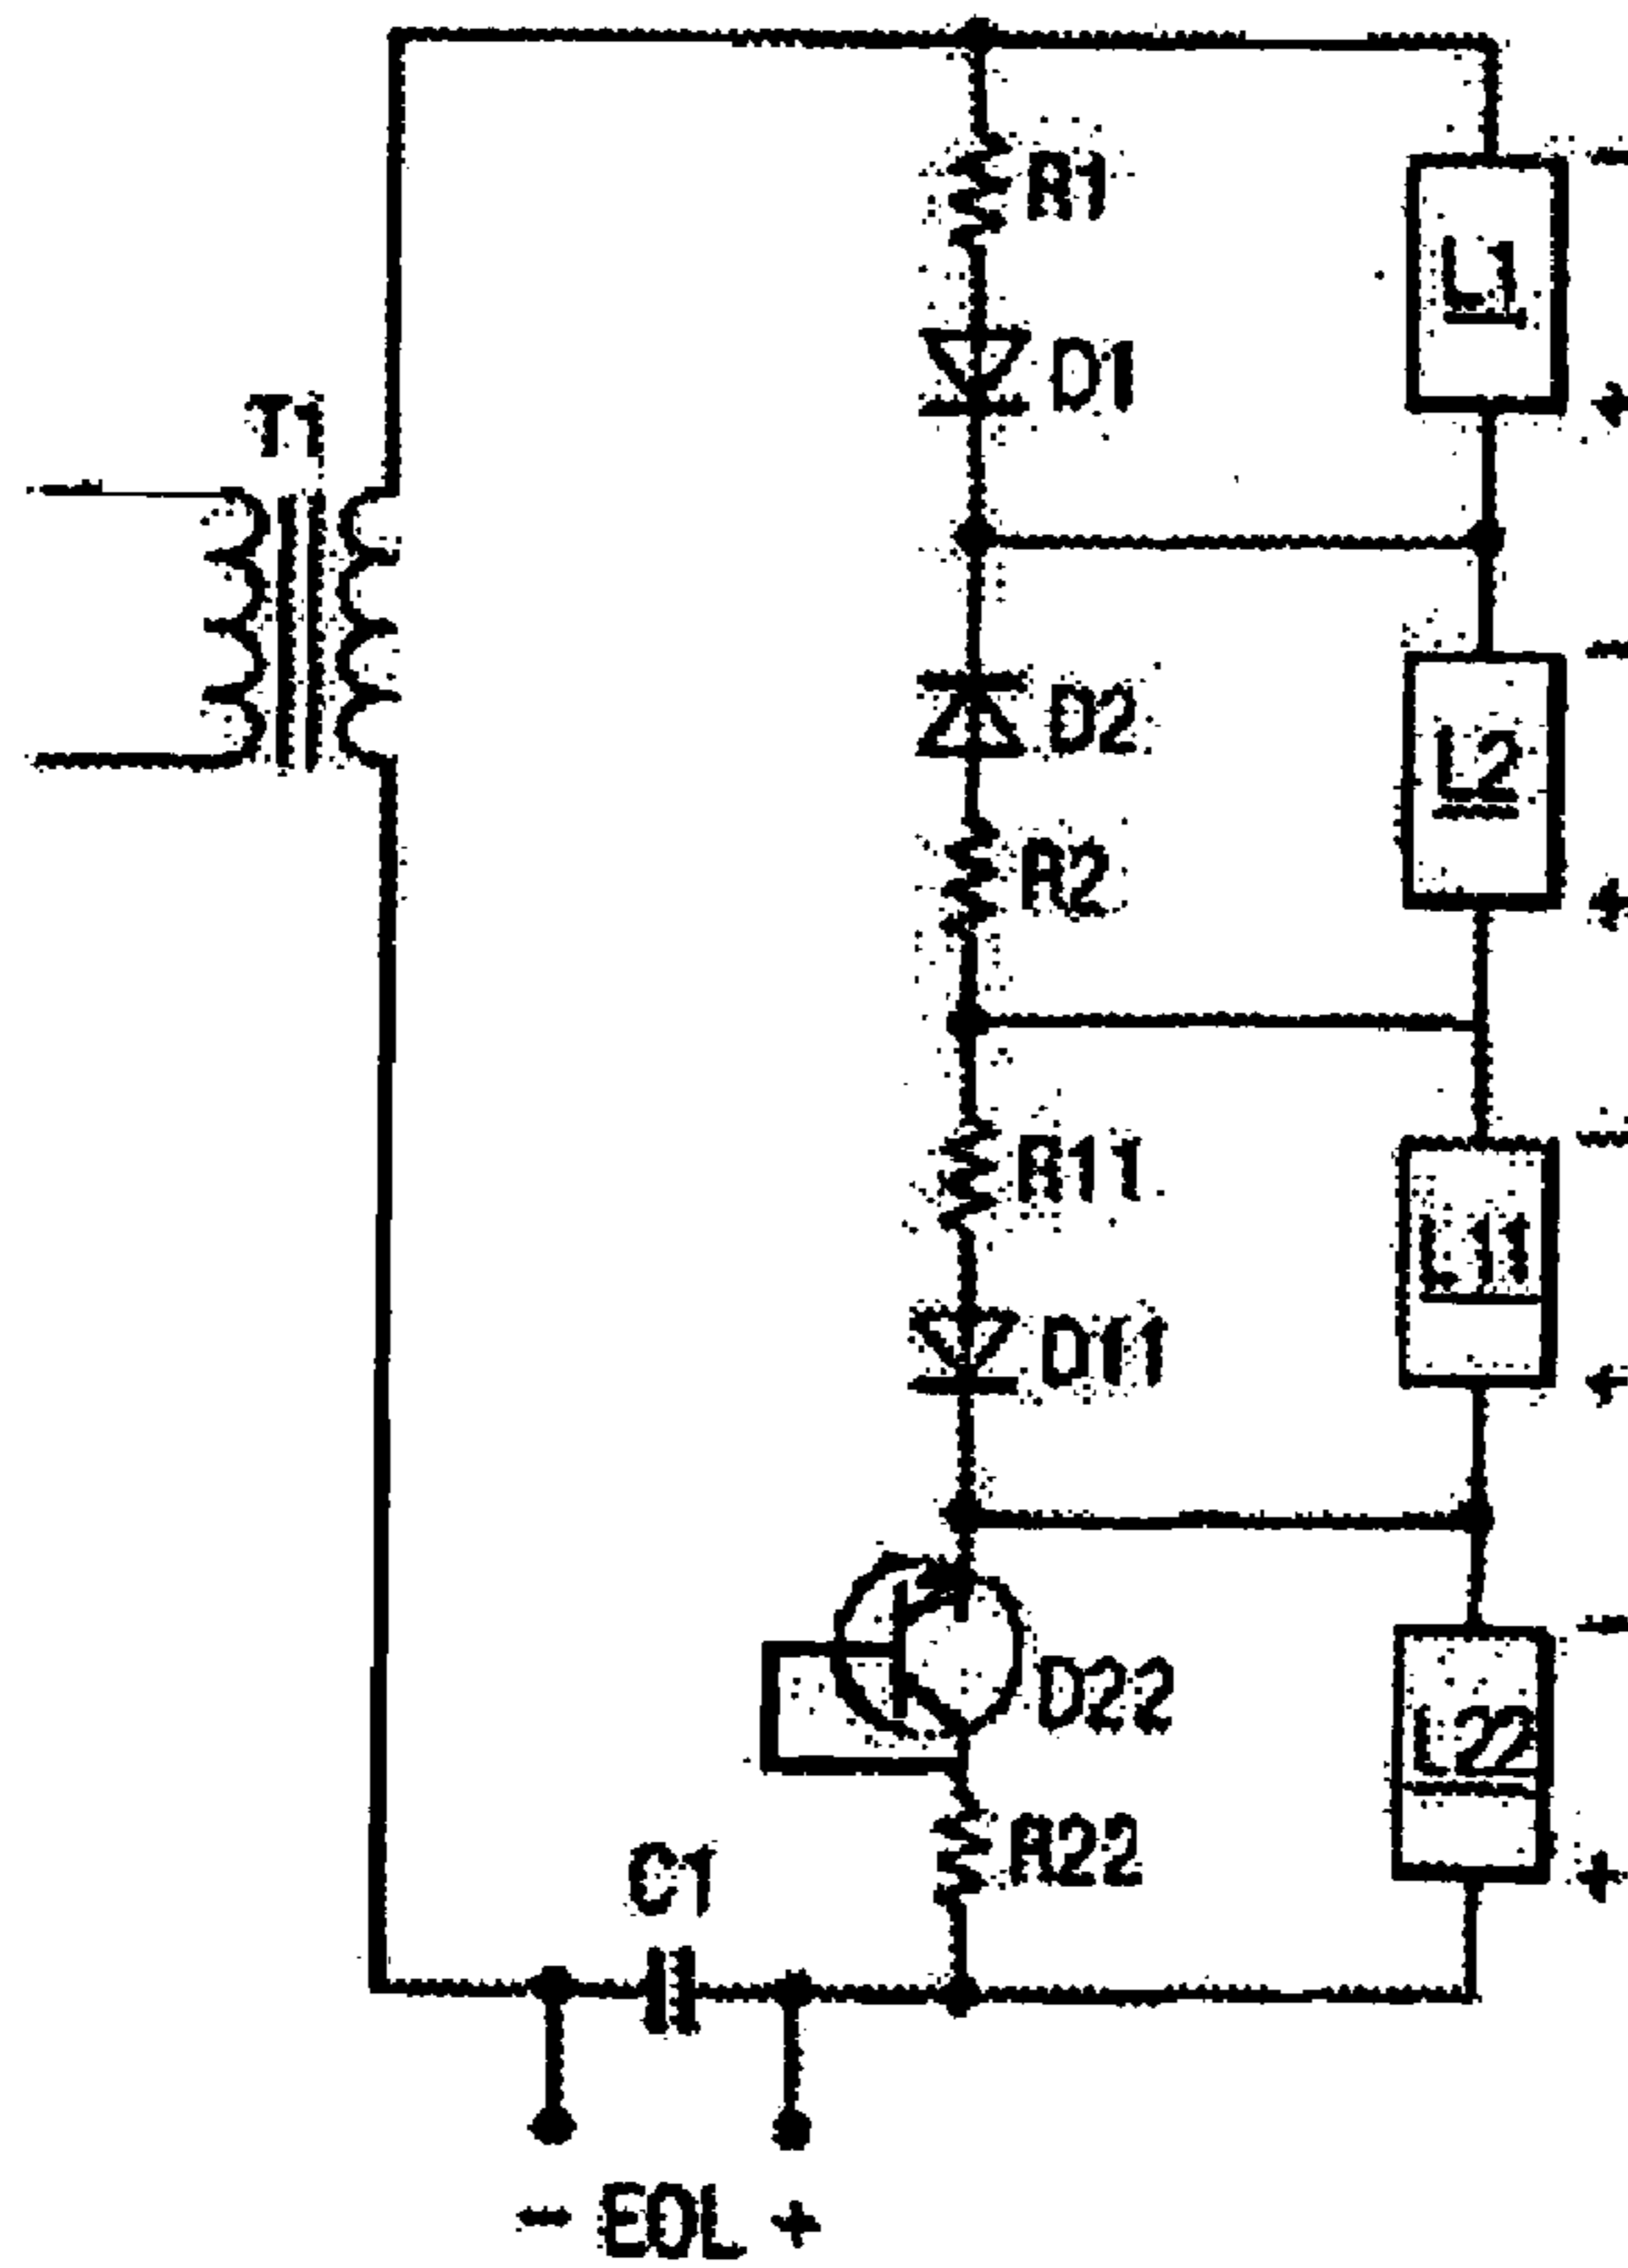 R1
−
L1
D1
+
T1
−
D2
L2
R2
+
R11
−
L11
D11
+
−
D22
L22
R22
C1
+
− EOL +